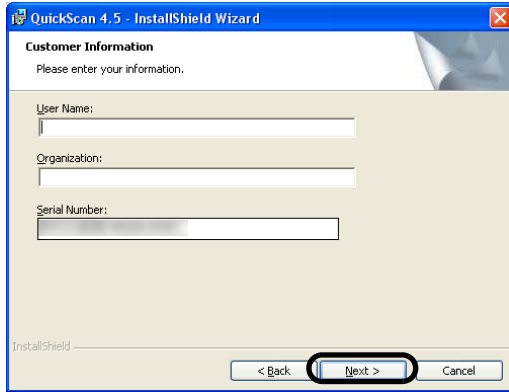 QuickScan 4.5 - InstallShield Wizard
Customer Information
Please enter your information.
User Name:
Organization:
Serial Number:
InstallShield
< Back Next > Cancel